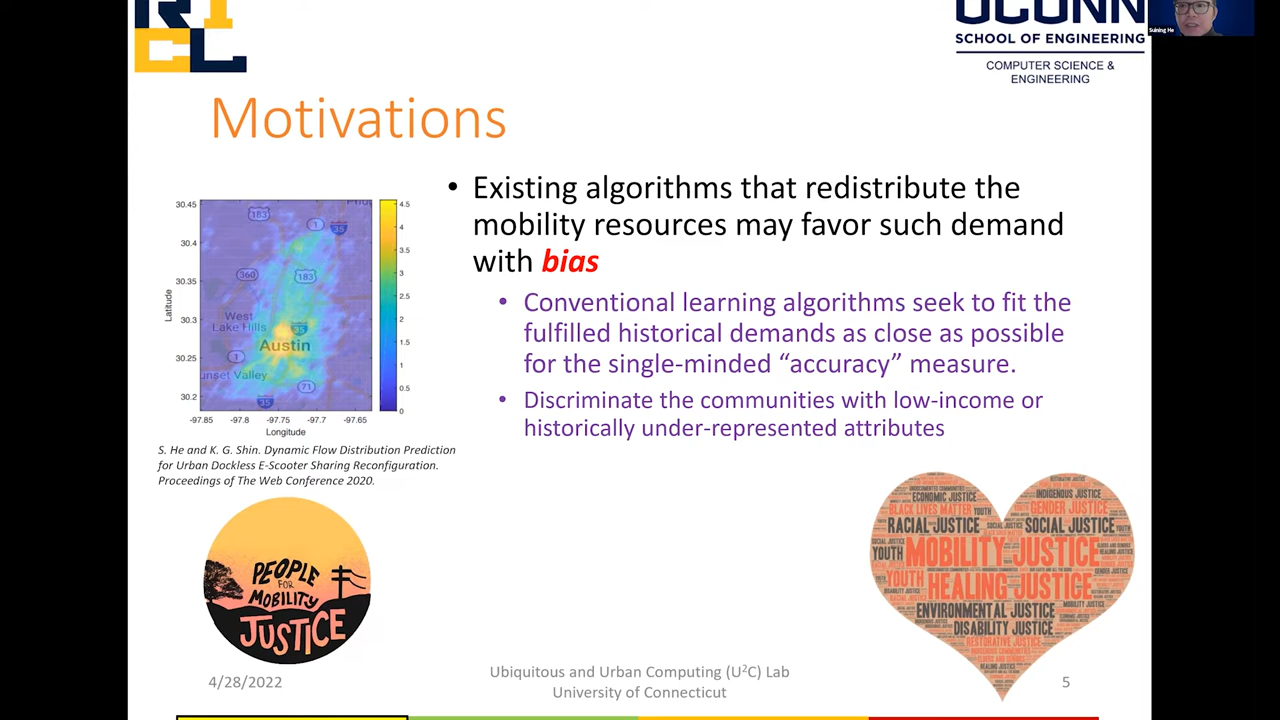 RICL
UCONN
SCHOOL OF ENGINEERING
COMPUTER SCIENCE &
ENGINEERING
Suining He
Motivations
• Existing algorithms that redistribute the
mobility resources may favor such demand
with bias
• Conventional learning algorithms seek to fit the
fulfilled historical demands as close as possible
for the single-minded “accuracy” measure.
• Discriminate the communities with low-income or
historically under-represented attributes
30.45
30.4
30.35
30.3
30.25
30.2
Latitude
183
1
35
360
183
West
Lake Hills
35
Austin
1
unset Valley
71
35
4.5
4
3.5
3
2.5
2
1.5
1
0.5
0
-97.85 -97.8 -97.75 -97.7 -97.65
Longitude
S. He and K. G. Shin. Dynamic Flow Distribution Prediction
for Urban Dockless E-Scooter Sharing Reconfiguration.
Proceedings of The Web Conference 2020.
PEOPLE
FOR
MOBILITY
JUSTICE
ECONOMIC JUSTICE
INDIGENOUS JUSTICE
BLACK LIVES MATTER YOUTH
GENDER JUSTICE
RACIAL JUSTICE
SOCIAL JUSTICE
YOUTH MOBILITY JUSTICE
YOUTH HEALING JUSTICE
ENVIRONMENTAL JUSTICE
DISABILITY JUSTICE
RESTORATIVE JUSTICE
4/28/2022
Ubiquitous and Urban Computing (U²C) Lab
University of Connecticut
5